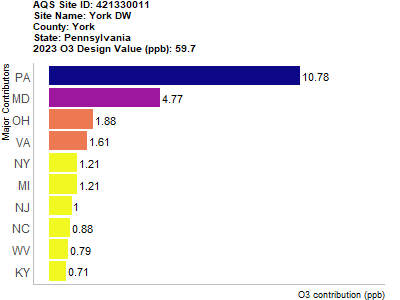 AQS Site ID: 421330011
Site Name: York DW
County: York
State: Pennsylvania
2023 O3 Design Value (ppb): 59.7
Major Contributors
PA 10.78
MD 4.77
OH 1.88
VA 1.61
NY 1.21
MI 1.21
NJ 1
NC 0.88
WV 0.79
KY 0.71
O3 contribution (ppb)